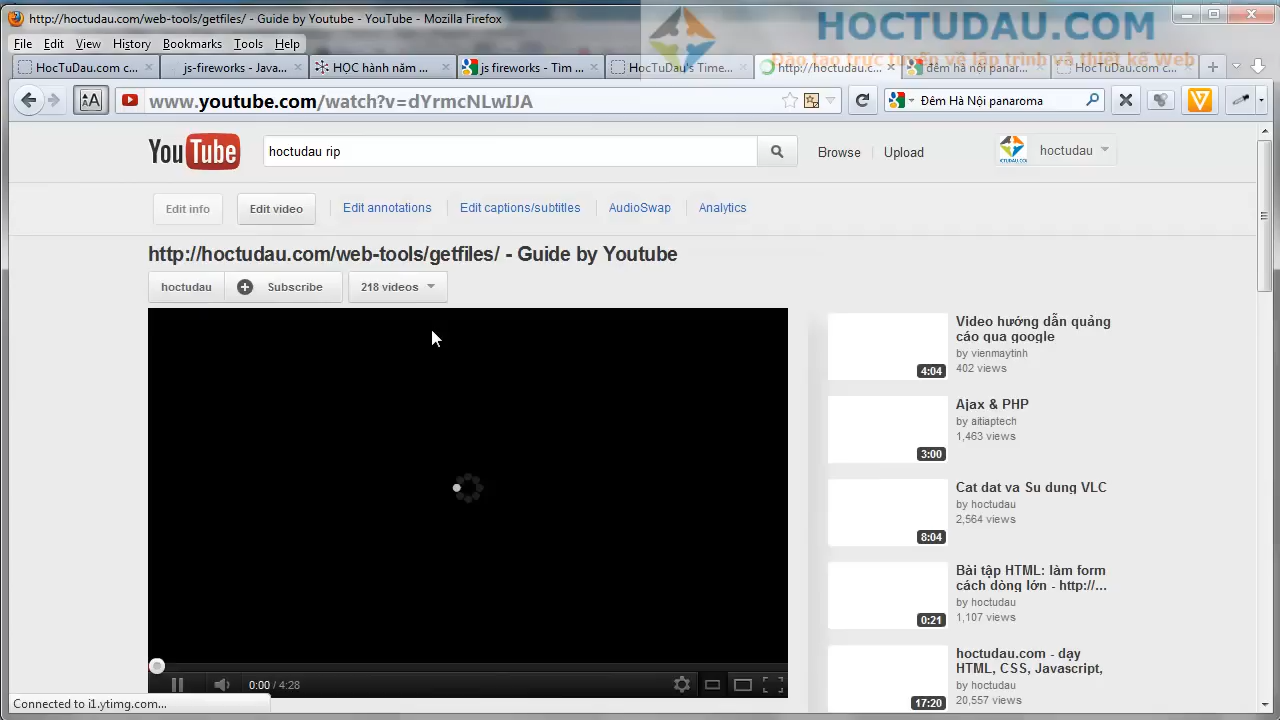 http://hoctudau.com/web-tools/getfiles/ - Guide by Youtube - YouTube - Mozilla Firefox
HOCTUDAU.COM
Đào tạo trực tuyến về lập trình và thiết kế Web
File Edit View History Bookmarks Tools Help
HocTuDau.com c... js-fireworks - Java... HỌC hành năm ... js fireworks - Tìm ... HocTuDau's Time... http://hoctudau.c... đêm hà nội panar... HocTuDau.com c...
www.youtube.com/watch?v=dYrmcNLwIJA
Đêm Hà Nội panaroma
YouTube
hoctudau rip
Browse
Upload
hoctudau
Edit info
Edit video
Edit annotations
Edit captions/subtitles
AudioSwap
Analytics
http://hoctudau.com/web-tools/getfiles/ - Guide by Youtube
hoctudau
Subscribe
218 videos
Video hướng dẫn quảng
cáo qua google
by vienmaytinh
402 views
4:04
Ajax & PHP
by aitiaptech
1,463 views
3:00
Cat dat va Su dung VLC
by hoctudau
2,564 views
8:04
Bài tập HTML: làm form
cách dòng lớn - http://...
by hoctudau
1,107 views
0:21
hoctudau.com - dạy
HTML, CSS, Javascript,
by hoctudau
20,557 views
17:20
0:00 / 4:28
Connected to i1.ytimg.com...